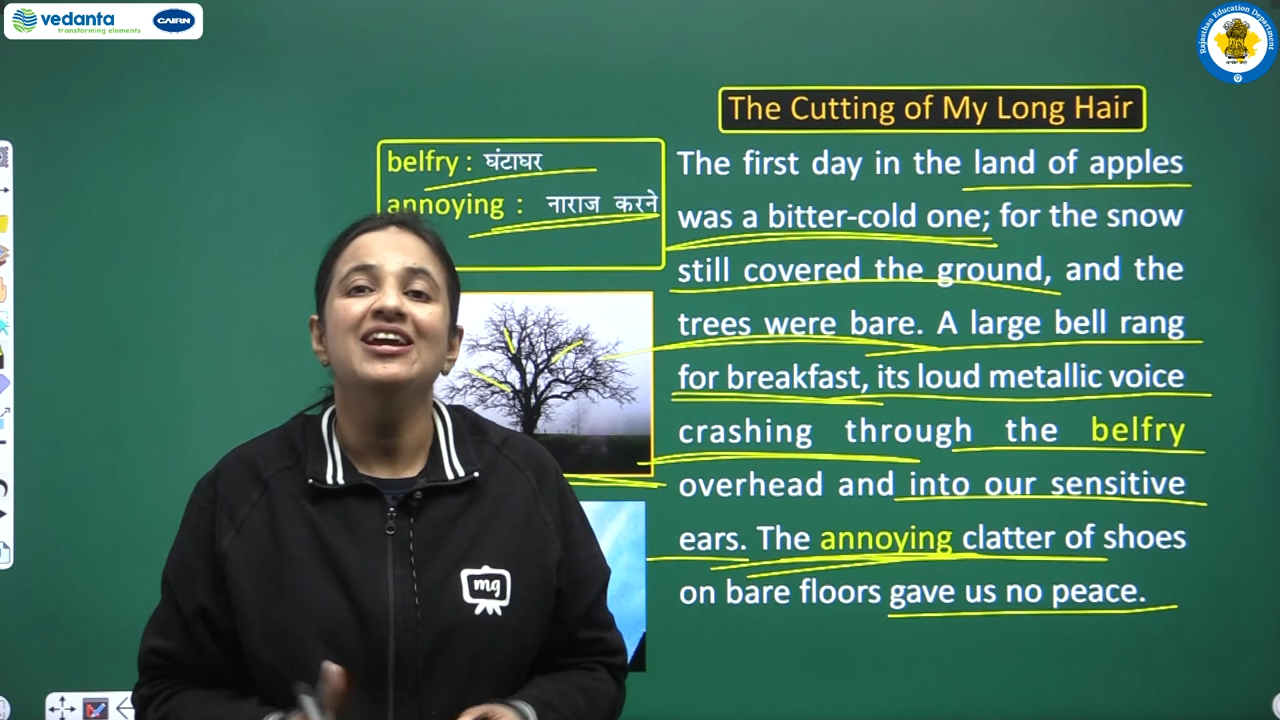 vedanta
transforming elements
CAIRN
Rajasthan Education Department
The Cutting of My Long Hair
belfry : घंटाघर
annoying : नाराज करने
The first day in the land of apples
was a bitter-cold one; for the snow
still covered the ground, and the
trees were bare. A large bell rang
for breakfast, its loud metallic voice
crashing through the belfry
overhead and into our sensitive
ears. The annoying clatter of shoes
on bare floors gave us no peace.
mg